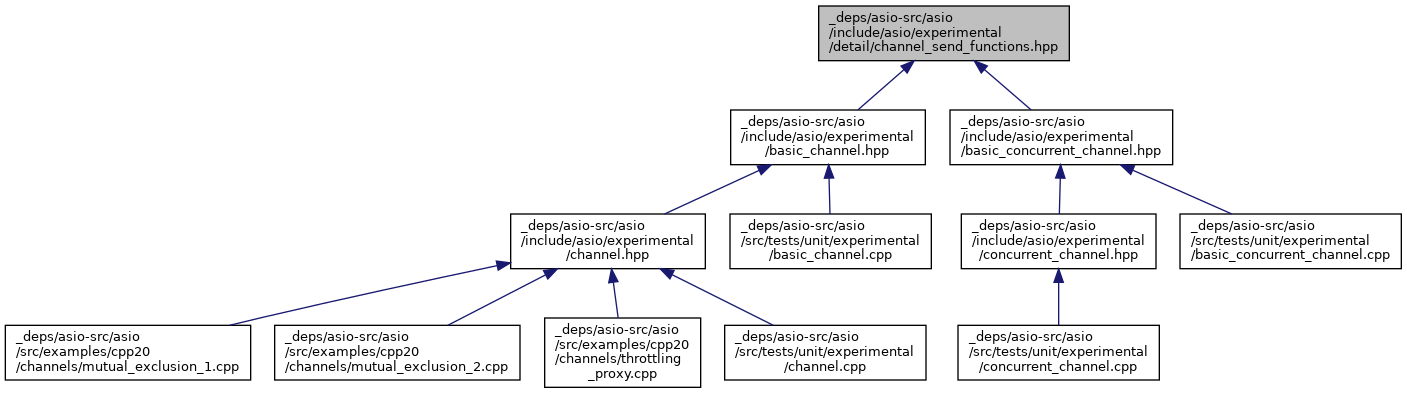 _deps/asio-src/asio
/include/asio/experimental
/detail/channel_send_functions.hpp
_deps/asio-src/asio
/include/asio/experimental
/basic_channel.hpp
_deps/asio-src/asio
/include/asio/experimental
/basic_concurrent_channel.hpp
_deps/asio-src/asio
/include/asio/experimental
/channel.hpp
_deps/asio-src/asio
/src/tests/unit/experimental
/basic_channel.cpp
_deps/asio-src/asio
/include/asio/experimental
/concurrent_channel.hpp
_deps/asio-src/asio
/src/tests/unit/experimental
/basic_concurrent_channel.cpp
_deps/asio-src/asio
/src/examples/cpp20
/channels/mutual_exclusion_1.cpp
_deps/asio-src/asio
/src/examples/cpp20
/channels/mutual_exclusion_2.cpp
_deps/asio-src/asio
/src/examples/cpp20
/channels/throttling
_proxy.cpp
_deps/asio-src/asio
/src/tests/unit/experimental
/channel.cpp
_deps/asio-src/asio
/src/tests/unit/experimental
/concurrent_channel.cpp